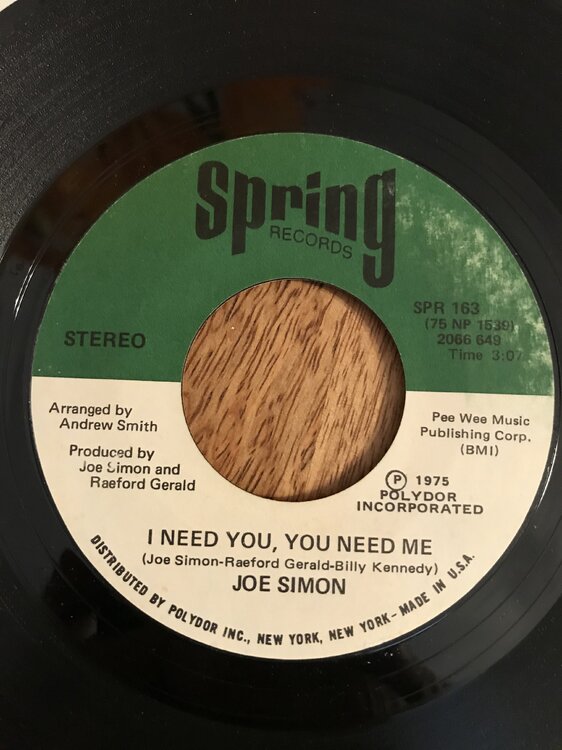 Spring
RECORDS
STEREO
SPR 163
(75 NP 1539)
2066 649
Time 3:07
Arranged by
Andrew Smith
Produced by
Joe Simon and
Raeford Gerald
Pee Wee Music
Publishing Corp.
(BMI)
Ⓟ 1975
POLYDOR
INCORPORATED
I NEED YOU, YOU NEED ME
(Joe Simon-Raeford Gerald-Billy Kennedy)
JOE SIMON
DISTRIBUTED BY POLYDOR INC., NEW YORK, NEW YORK - MADE IN U.S.A.